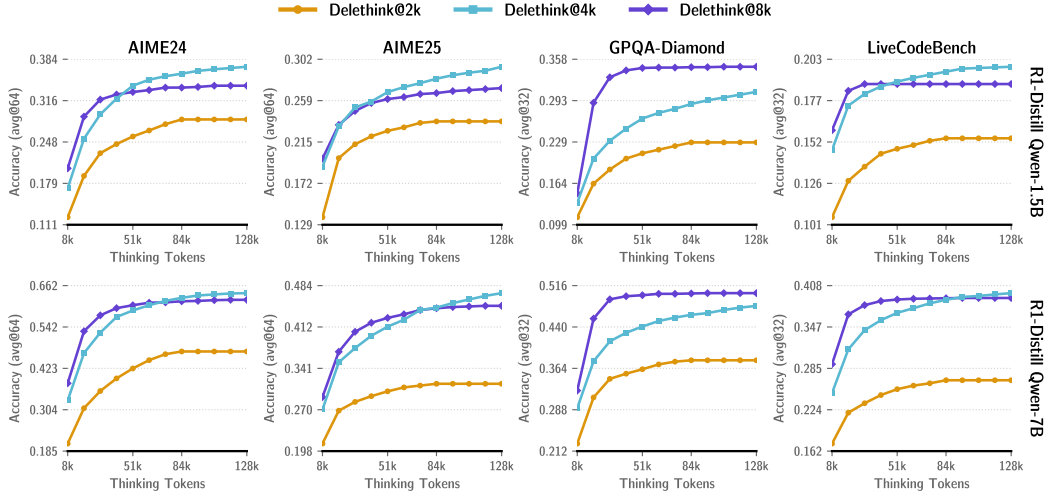 Delethink@2k Delethink@4k Delethink@8k
AIME24 AIME25 GPQA-Diamond LiveCodeBench
0.384 0.302 0.358 0.203
0.316 0.259 0.293 0.177
0.248 0.215 0.229 0.152
0.179 0.172 0.164 0.126
0.111 0.129 0.099 0.101
Accuracy (avg@64) Accuracy (avg@64) Accuracy (avg@32) Accuracy (avg@32)
R1-Distill Qwen-1.5B
8k 51k 84k 128k 8k 51k 84k 128k 8k 51k 84k 128k 8k 51k 84k 128k
Thinking Tokens Thinking Tokens Thinking Tokens Thinking Tokens
0.662 0.484 0.516 0.408
0.542 0.412 0.440 0.347
0.423 0.341 0.364 0.285
0.304 0.270 0.288 0.224
0.185 0.198 0.212 0.162
Accuracy (avg@64) Accuracy (avg@64) Accuracy (avg@32) Accuracy (avg@32)
R1-Distill Qwen-7B
8k 51k 84k 128k 8k 51k 84k 128k 8k 51k 84k 128k 8k 51k 84k 128k
Thinking Tokens Thinking Tokens Thinking Tokens Thinking Tokens